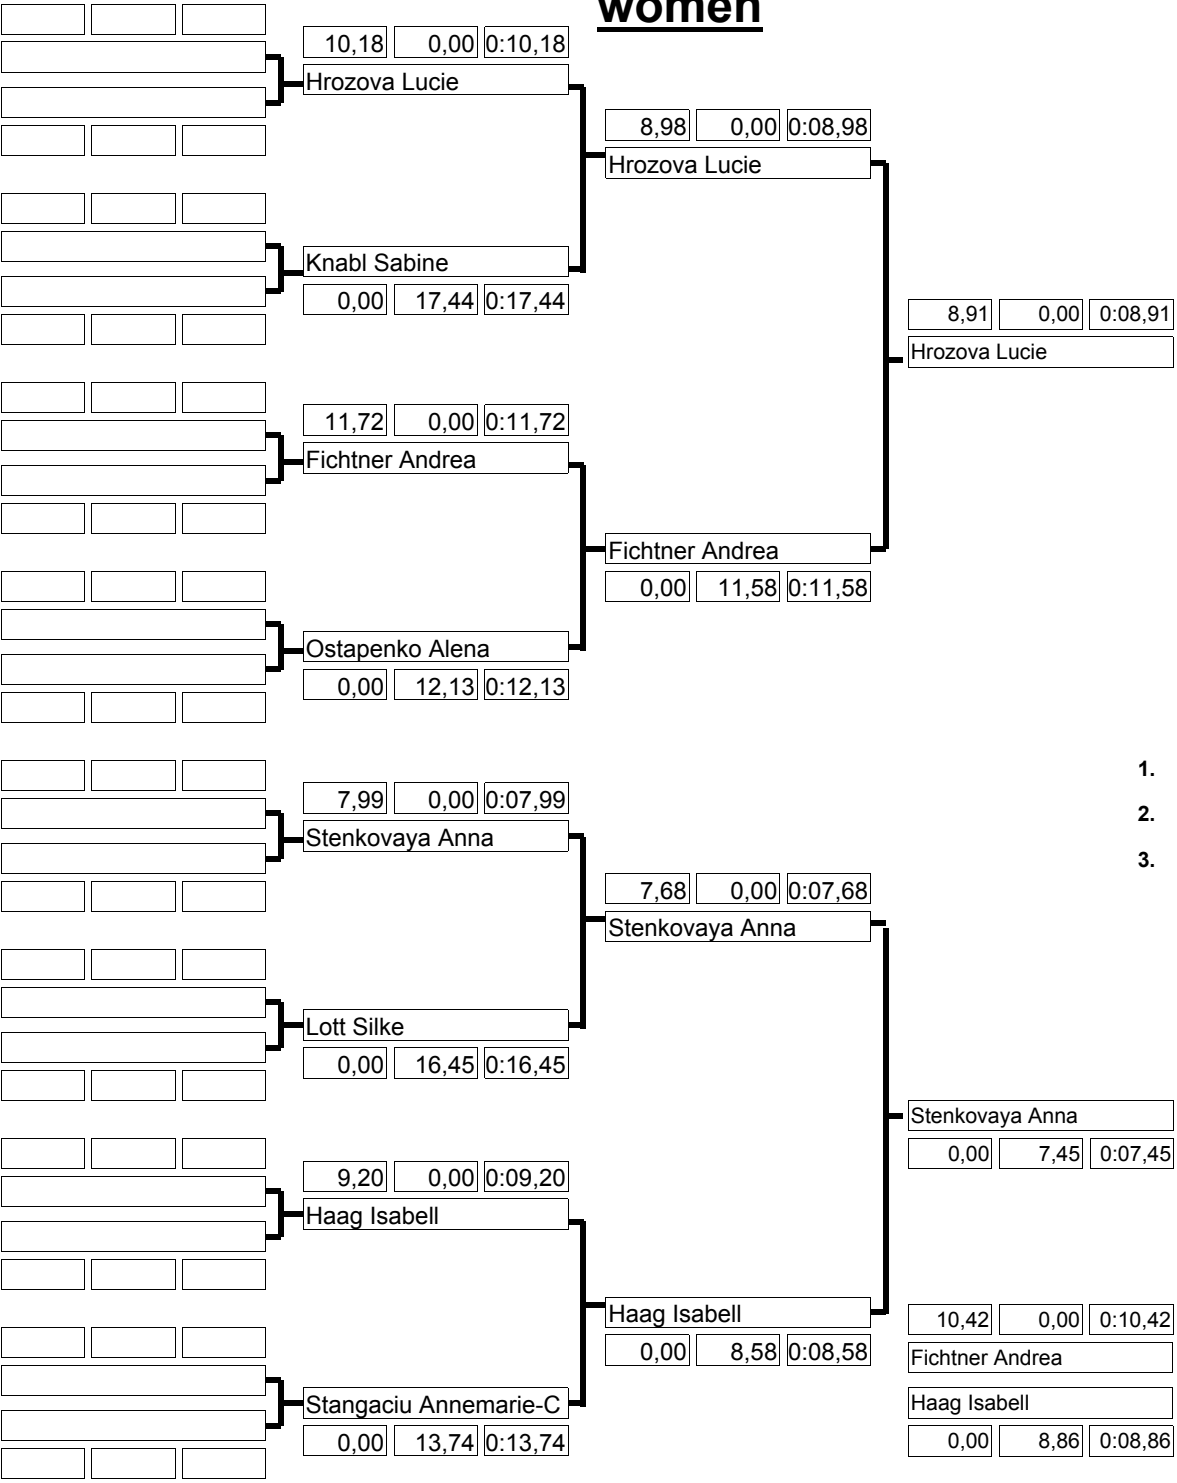 women
10,18 0,00 0:10,18
Hrozova Lucie
Knabl Sabine
0,00 17,44 0:17,44
11,72 0,00 0:11,72
Fichtner Andrea
Ostapenko Alena
0,00 12,13 0:12,13
7,99 0,00 0:07,99
Stenkovaya Anna
Lott Silke
0,00 16,45 0:16,45
9,20 0,00 0:09,20
Haag Isabell
Stangaciu Annemarie-C
0,00 13,74 0:13,74
8,98 0,00 0:08,98
Hrozova Lucie
Fichtner Andrea
0,00 11,58 0:11,58
7,68 0,00 0:07,68
Stenkovaya Anna
Haag Isabell
0,00 8,58 0:08,58
8,91 0,00 0:08,91
Hrozova Lucie
1.
2.
3.
Stenkovaya Anna
0,00 7,45 0:07,45
10,42 0,00 0:10,42
Fichtner Andrea
Haag Isabell
0,00 8,86 0:08,86